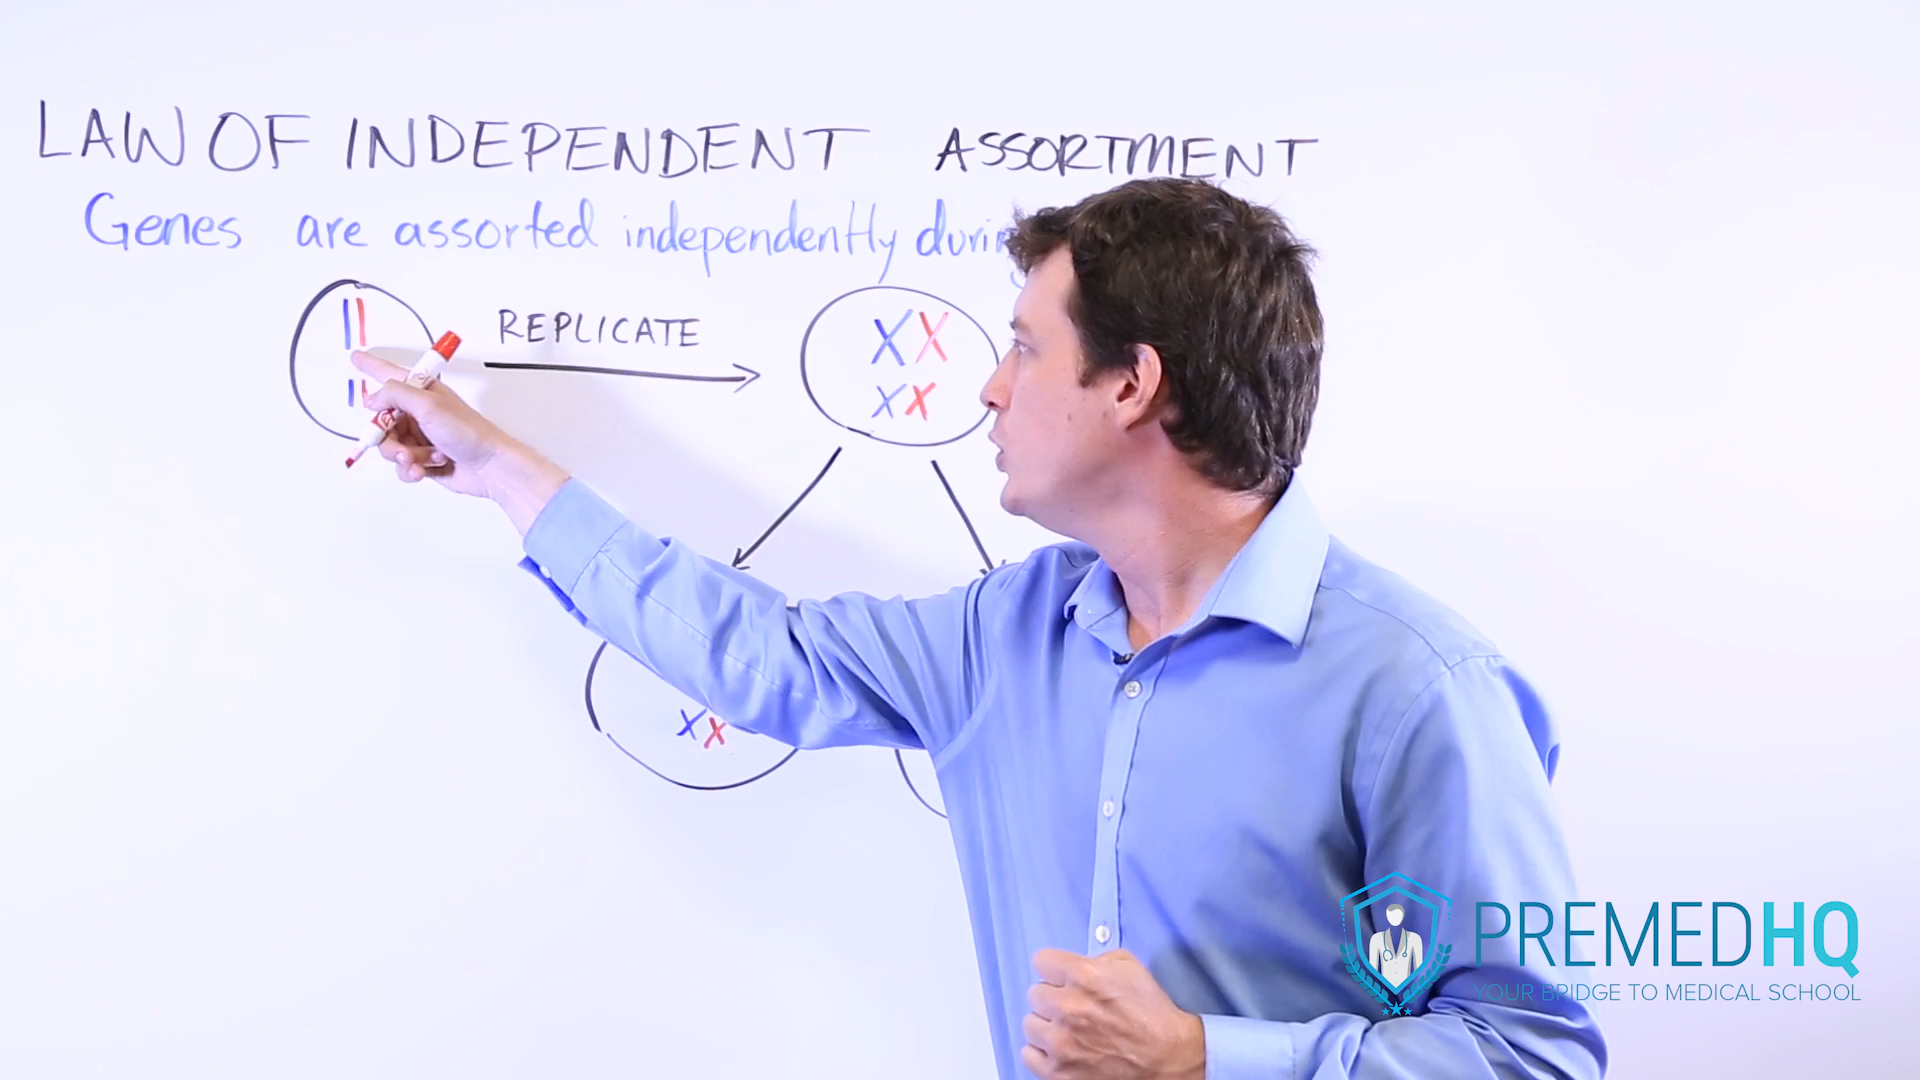 LAW OF INDEPENDENT ASSORTMENT
Genes are assorted independently
REPLICATE
PREMEDHQ
YOUR BRIDGE TO MEDICAL SCHOOL